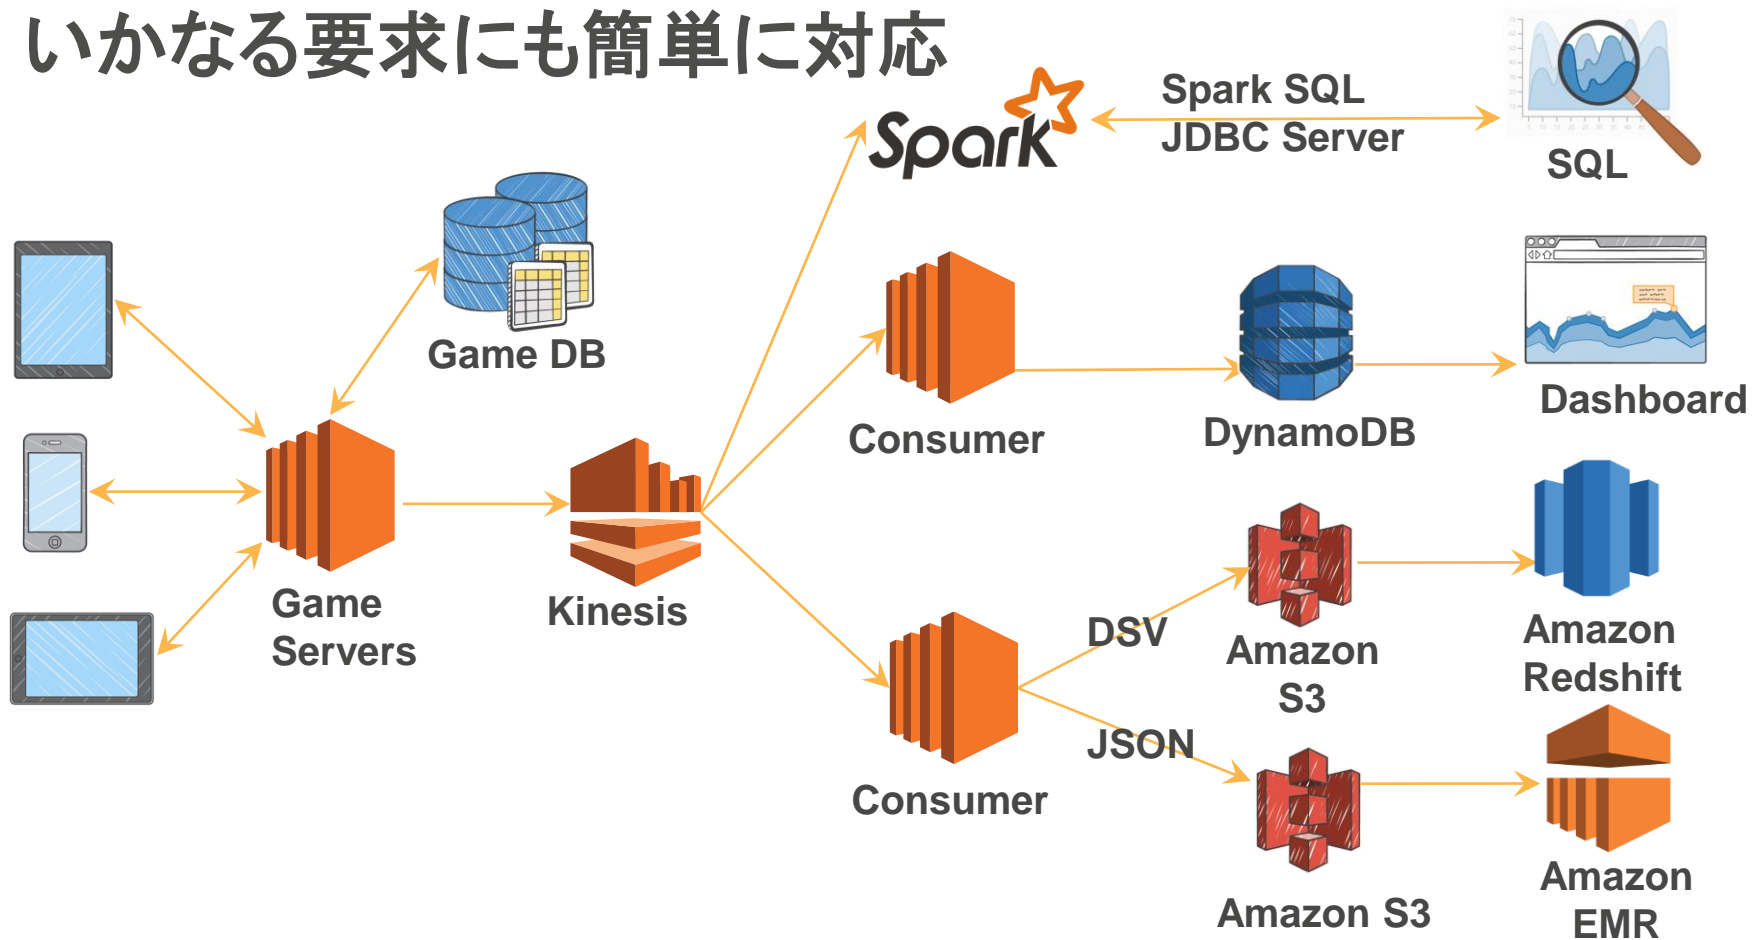 いかなる要求にも簡単に対応
Spark
Spark SQL
JDBC Server
SQL
Game DB
Consumer
DynamoDB
Dashboard
Game
Servers
Kinesis
DSV
JSON
Consumer
Amazon
S3
Amazon
Redshift
Amazon S3
Amazon
EMR